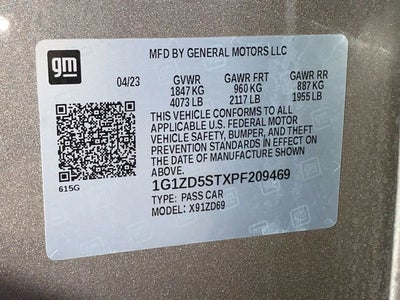 gm
MFD BY GENERAL MOTORS LLC
04/23 GVWR GAWR FRT GAWR RR
1847 KG 960 KG 887 KG
4073 LB 2117 LB 1955 LB
THIS VEHICLE CONFORMS TO ALL
APPLICABLE U.S. FEDERAL MOTOR
VEHICLE SAFETY, BUMPER, AND THEFT
PREVENTION STANDARDS IN EFFECT ON
THE DATE OF MANUFACTURE SHOWN
ABOVE.
615G
1G1ZD5STXPF209469
TYPE: PASS CAR
MODEL: X91ZD69